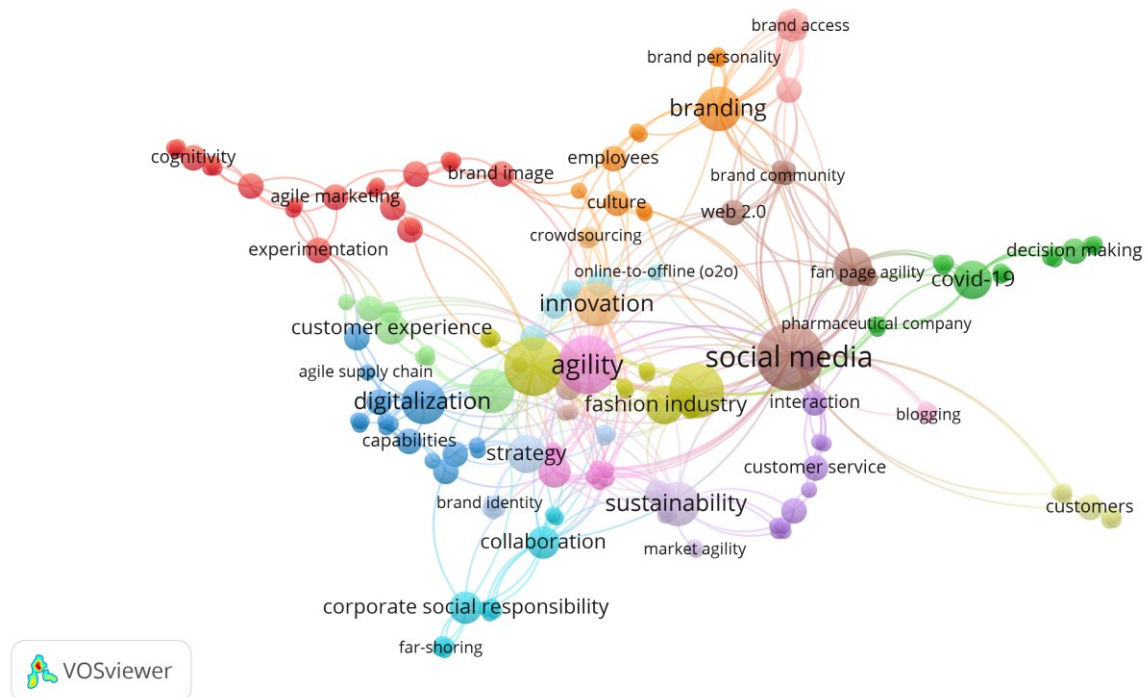 brand access
brand personality
branding
cognitivity
employees
brand image
brand community
agile marketing
culture
web 2.0
experimentation
crowdsourcing
decision making
online-to-offline (o2o)
fan page agility
covid-19
innovation
customer experience
pharmaceutical company
agility
social media
agile supply chain
digitalization
fashion industry
interaction
blogging
capabilities
strategy
customer service
brand identity
sustainability
customers
collaboration
market agility
corporate social responsibility
far-shoring
VOSviewer